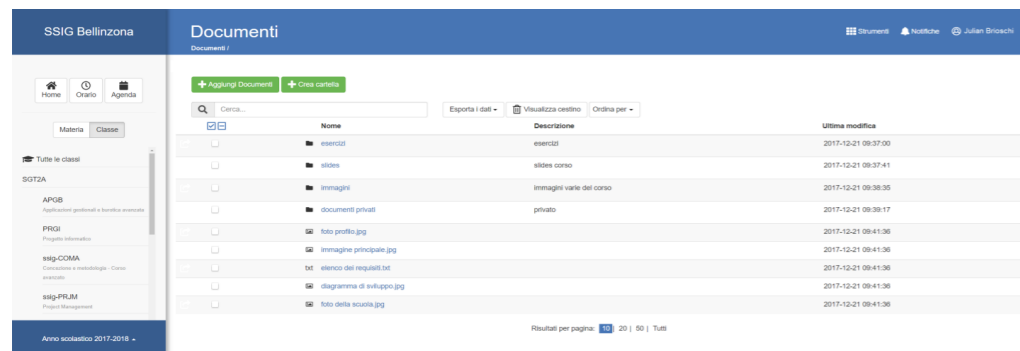 SSIG Bellinzona
Documenti
Documenti /
Strumenti Notifiche Julian Brioschi
Home Orario Agenda
Materia Classe
Tutte le classi
SGT2A
APGB
Applicazioni gestionali e burotica avanzato
PRGI
Progetto informatico
ssig-COMA
Concezione e metodologia - Corso
avanzato
ssig-PRJM
Project Management
Anno scolastico 2017-2018
Aggiungi Documenti Crea cartella
Cerca... Esporta i dati Visualizza cestino Ordina per
Nome Descrizione Ultima modifica
esercizi esercizi 2017-12-21 09:37:00
slides slides corso 2017-12-21 09:37:41
immagini immagini varie del corso 2017-12-21 09:38:35
documenti privati privato 2017-12-21 09:39:17
foto profilo.jpg 2017-12-21 09:41:36
immagine principale.jpg 2017-12-21 09:41:36
txt elenco dei requisiti.txt 2017-12-21 09:41:36
diagramma di sviluppo.jpg 2017-12-21 09:41:36
foto della scuola.jpg 2017-12-21 09:41:36
Risultati per pagina: 10 | 20 | 50 | Tutti